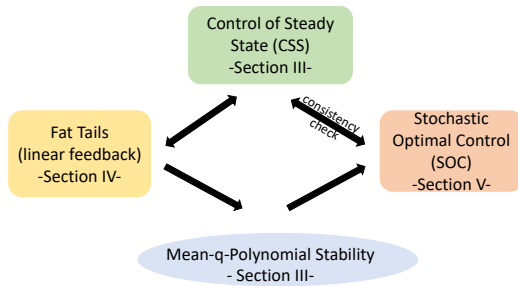 Control of Steady
State (CSS)
-Section III-
consistency
check
Fat Tails
(linear feedback)
-Section IV-
Stochastic
Optimal Control
(SOC)
-Section V-
Mean-q-Polynomial Stability
- Section III-